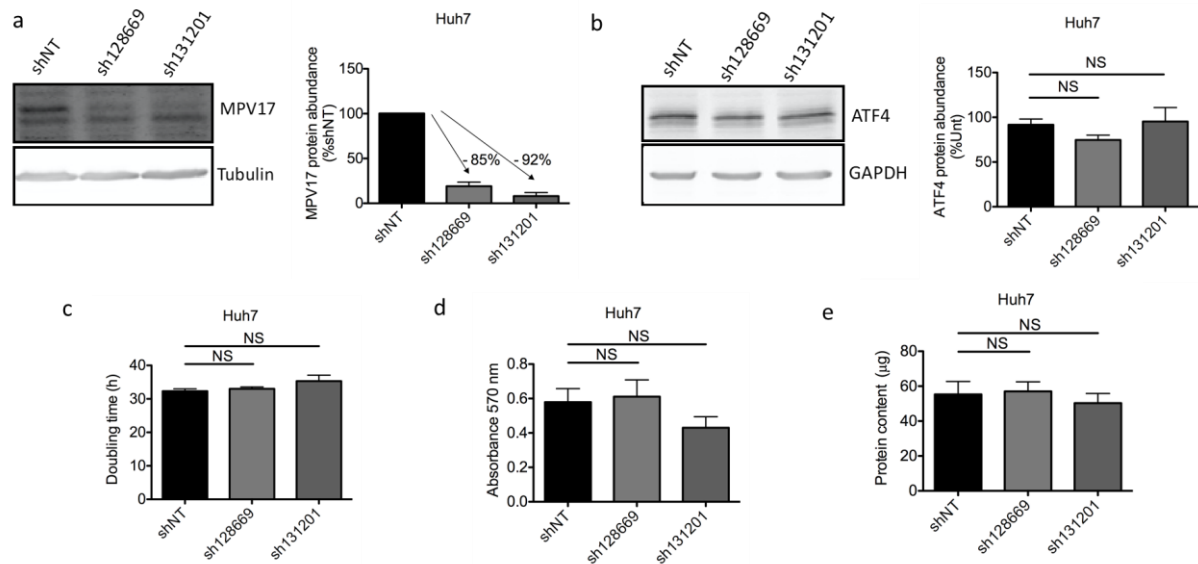 a
shNT
sh128669
sh131201
MPV17
Tubulin
Huh7
MPV17 protein abundance
(%shNT)
150
100
50
0
- 85%
- 92%
shNT
sh128669
sh131201
b
shNT
sh128669
sh131201
ATF4
GAPDH
Huh7
ATF4 protein abundance
(%Unt)
150
100
50
0
NS
NS
shNT
sh128669
sh131201
c
Huh7
Doubling time (h)
40
30
20
10
0
NS
NS
shNT
sh128669
sh131201
d
Huh7
Absorbance 570 nm
0.8
0.6
0.4
0.2
0.0
NS
NS
shNT
sh128669
sh131201
e
Huh7
Protein content (µg)
80
60
40
20
0
NS
NS
shNT
sh128669
sh131201